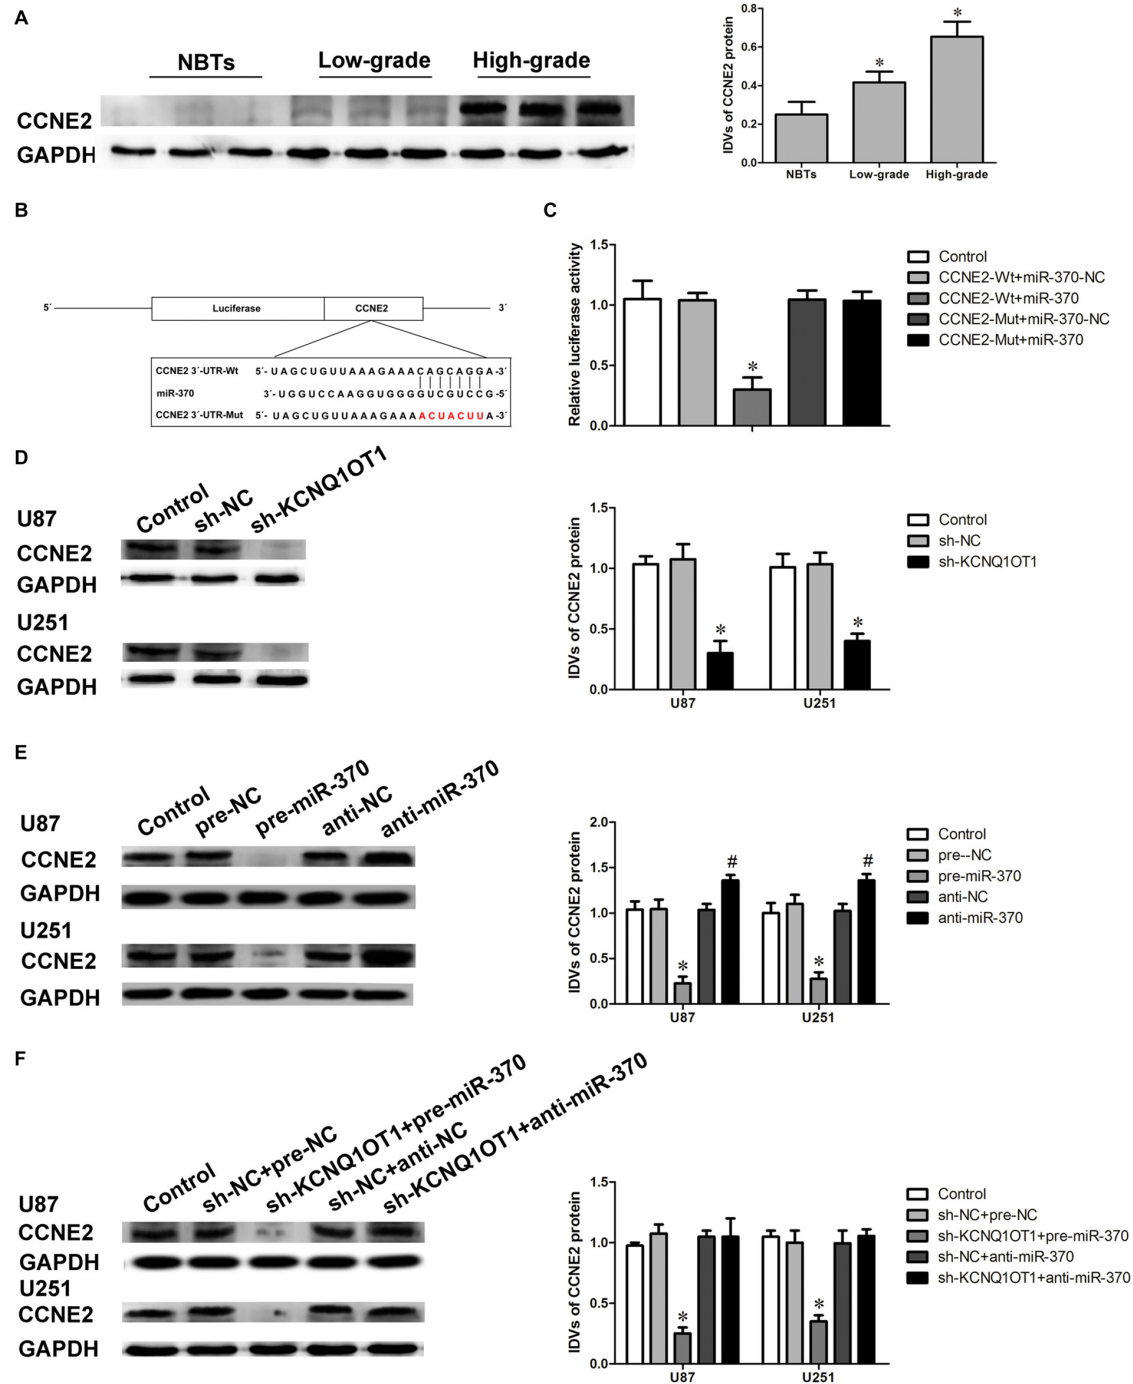 A
NBTs
Low-grade
High-grade
CCNE2
GAPDH
IDVs of CCNE2 protein
0.8
0.6
0.4
0.2
0.0
*
*
NBTs
Low-grade
High-grade
B
5´
Luciferase
CCNE2
3´
CCNE2 3´-UTR-Wt 5´- U A G C U G U U A A A G A A A C A G C A G G A -3´
miR-370 3´- U G G U C C A A G G U G G G G U C G U C C G -5´
CCNE2 3´-UTR-Mut 5´- U A G C U G U U A A A G A A A A C U A C U U A -3´
C
Relative luciferase activity
1.5
1.0
0.5
0.0
*
Control
CCNE2-Wt+miR-370-NC
CCNE2-Wt+miR-370
CCNE2-Mut+miR-370-NC
CCNE2-Mut+miR-370
D
Control
sh-NC
sh-KCNQ1OT1
U87
CCNE2
GAPDH
U251
CCNE2
GAPDH
IDVs of CCNE2 protein
1.5
1.0
0.5
0.0
*
*
U87
U251
Control
sh-NC
sh-KCNQ1OT1
E
Control
pre-NC
pre-miR-370
anti-NC
anti-miR-370
U87
CCNE2
GAPDH
U251
CCNE2
GAPDH
IDVs of CCNE2 protein
2.0
1.5
1.0
0.5
0.0
*
#
*
#
U87
U251
Control
pre--NC
pre-miR-370
anti-NC
anti-miR-370
F
Control
sh-NC+pre-NC
sh-KCNQ1OT1+pre-miR-370
sh-NC+anti-NC
sh-KCNQ1OT1+anti-miR-370
U87
CCNE2
GAPDH
U251
CCNE2
GAPDH
IDVs of CCNE2 protein
1.5
1.0
0.5
0.0
*
*
U87
U251
Control
sh-NC+pre-NC
sh-KCNQ1OT1+pre-miR-370
sh-NC+anti-miR-370
sh-KCNQ1OT1+anti-miR-370